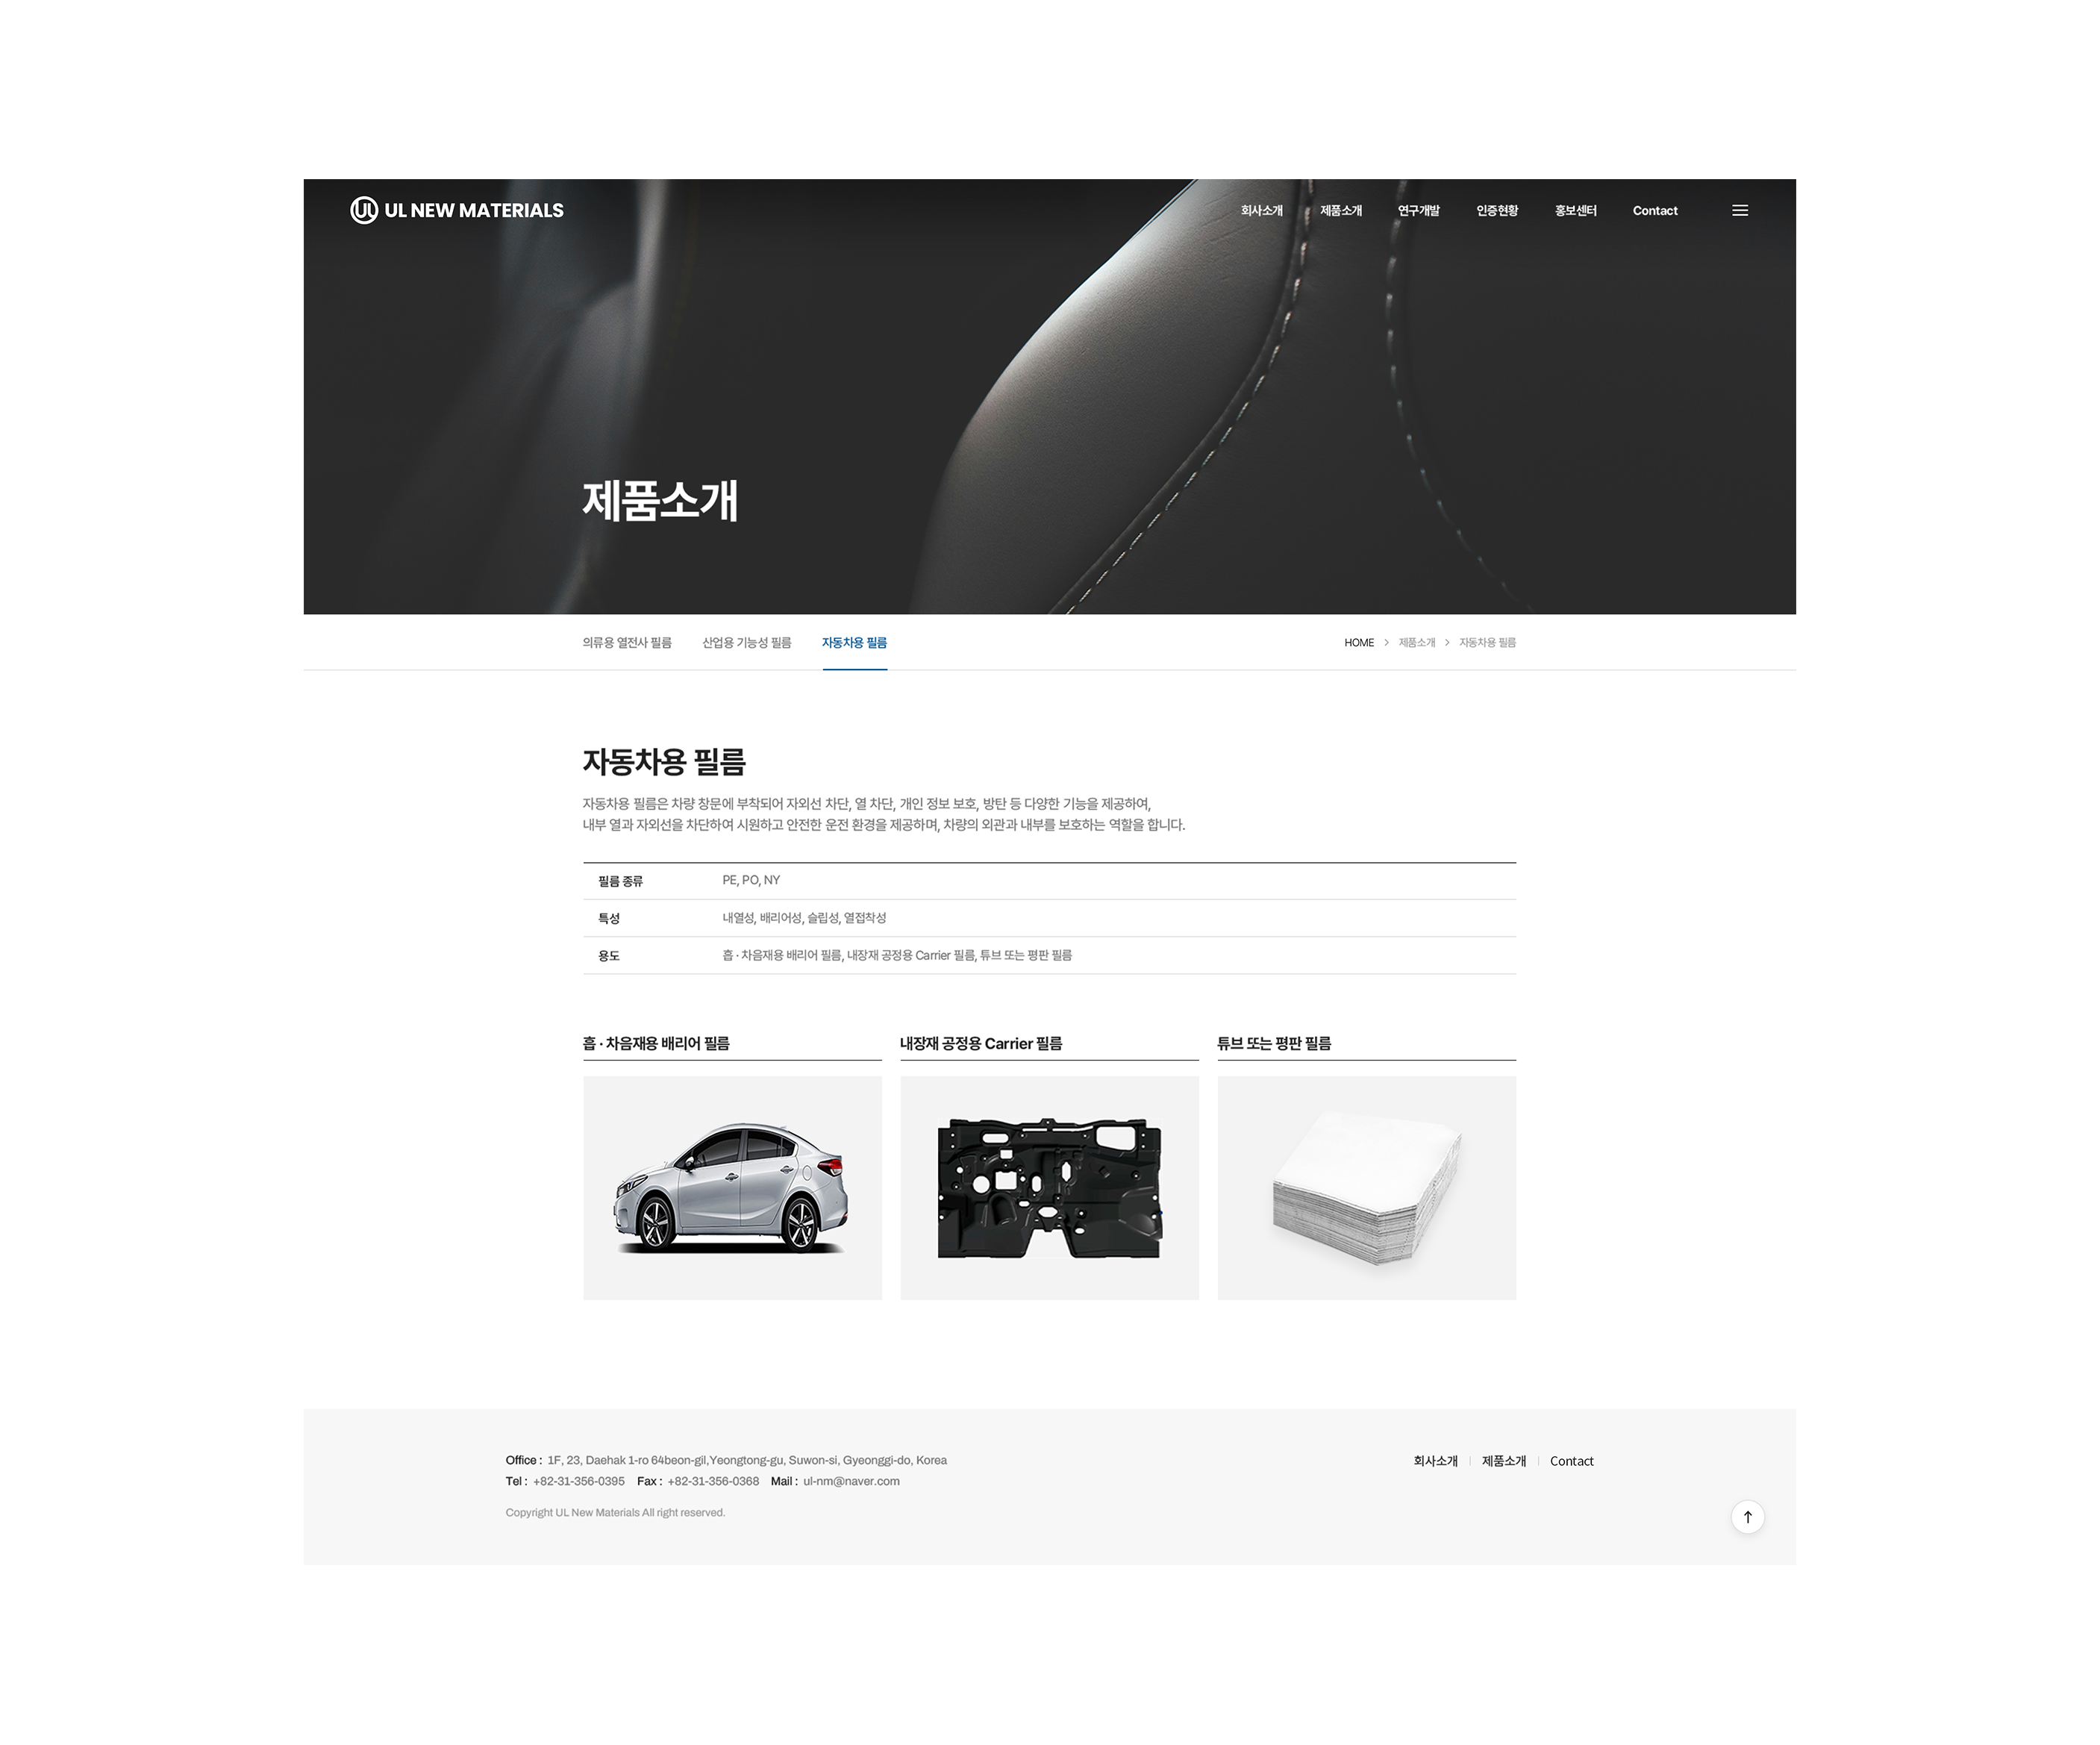 UL UL NEW MATERIALS
회사소개 제품소개 연구개발 인증현황 홍보센터 Contact
제품소개
의류용 열전사 필름 산업용 기능성 필름 자동차용 필름
HOME > 제품소개 > 자동차용 필름
자동차용 필름
자동차용 필름은 차량 창문에 부착되어 자외선 차단, 열 차단, 개인 정보 보호, 방탄 등 다양한 기능을 제공하여,
내부 열과 자외선을 차단하여 시원하고 안전한 운전 환경을 제공하며, 차량의 외관과 내부를 보호하는 역할을 합니다.
필름 종류 PE, PO, NY
특성 내열성, 배리어성, 슬립성, 열접착성
용도 흡 · 차음재용 배리어 필름, 내장재 공정용 Carrier 필름, 튜브 또는 평판 필름
흡 · 차음재용 배리어 필름
내장재 공정용 Carrier 필름
튜브 또는 평판 필름
Office : 1F, 23, Daehak 1-ro 64beon-gil,Yeongtong-gu, Suwon-si, Gyeonggi-do, Korea
Tel : +82-31-356-0395 Fax : +82-31-356-0368 Mail : ul-nm@naver.com
Copyright UL New Materials All right reserved.
회사소개 | 제품소개 | Contact